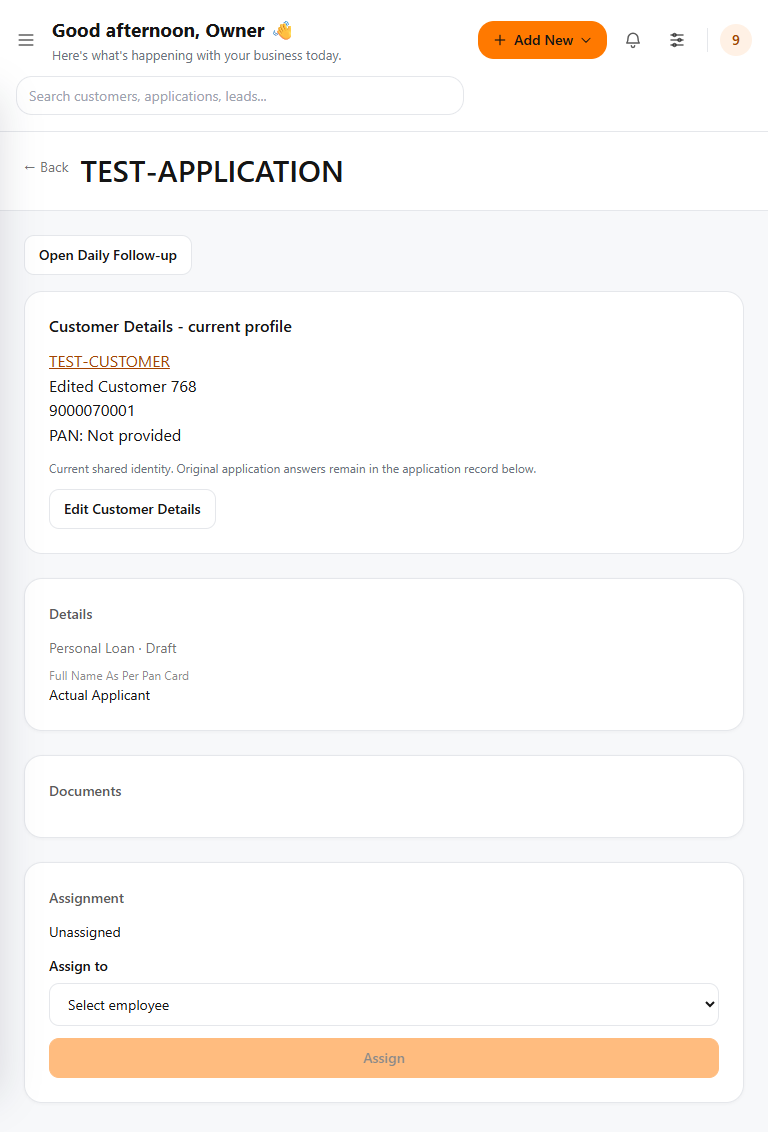 Good afternoon, Owner 👋
Here's what's happening with your business today.
+ Add New
9
Search customers, applications, leads...
← Back
TEST-APPLICATION
Open Daily Follow-up
Customer Details - current profile
TEST-CUSTOMER
Edited Customer 768
9000070001
PAN: Not provided
Current shared identity. Original application answers remain in the application record below.
Edit Customer Details
Details
Personal Loan · Draft
Full Name As Per Pan Card
Actual Applicant
Documents
Assignment
Unassigned
Assign to
Select employee
Assign